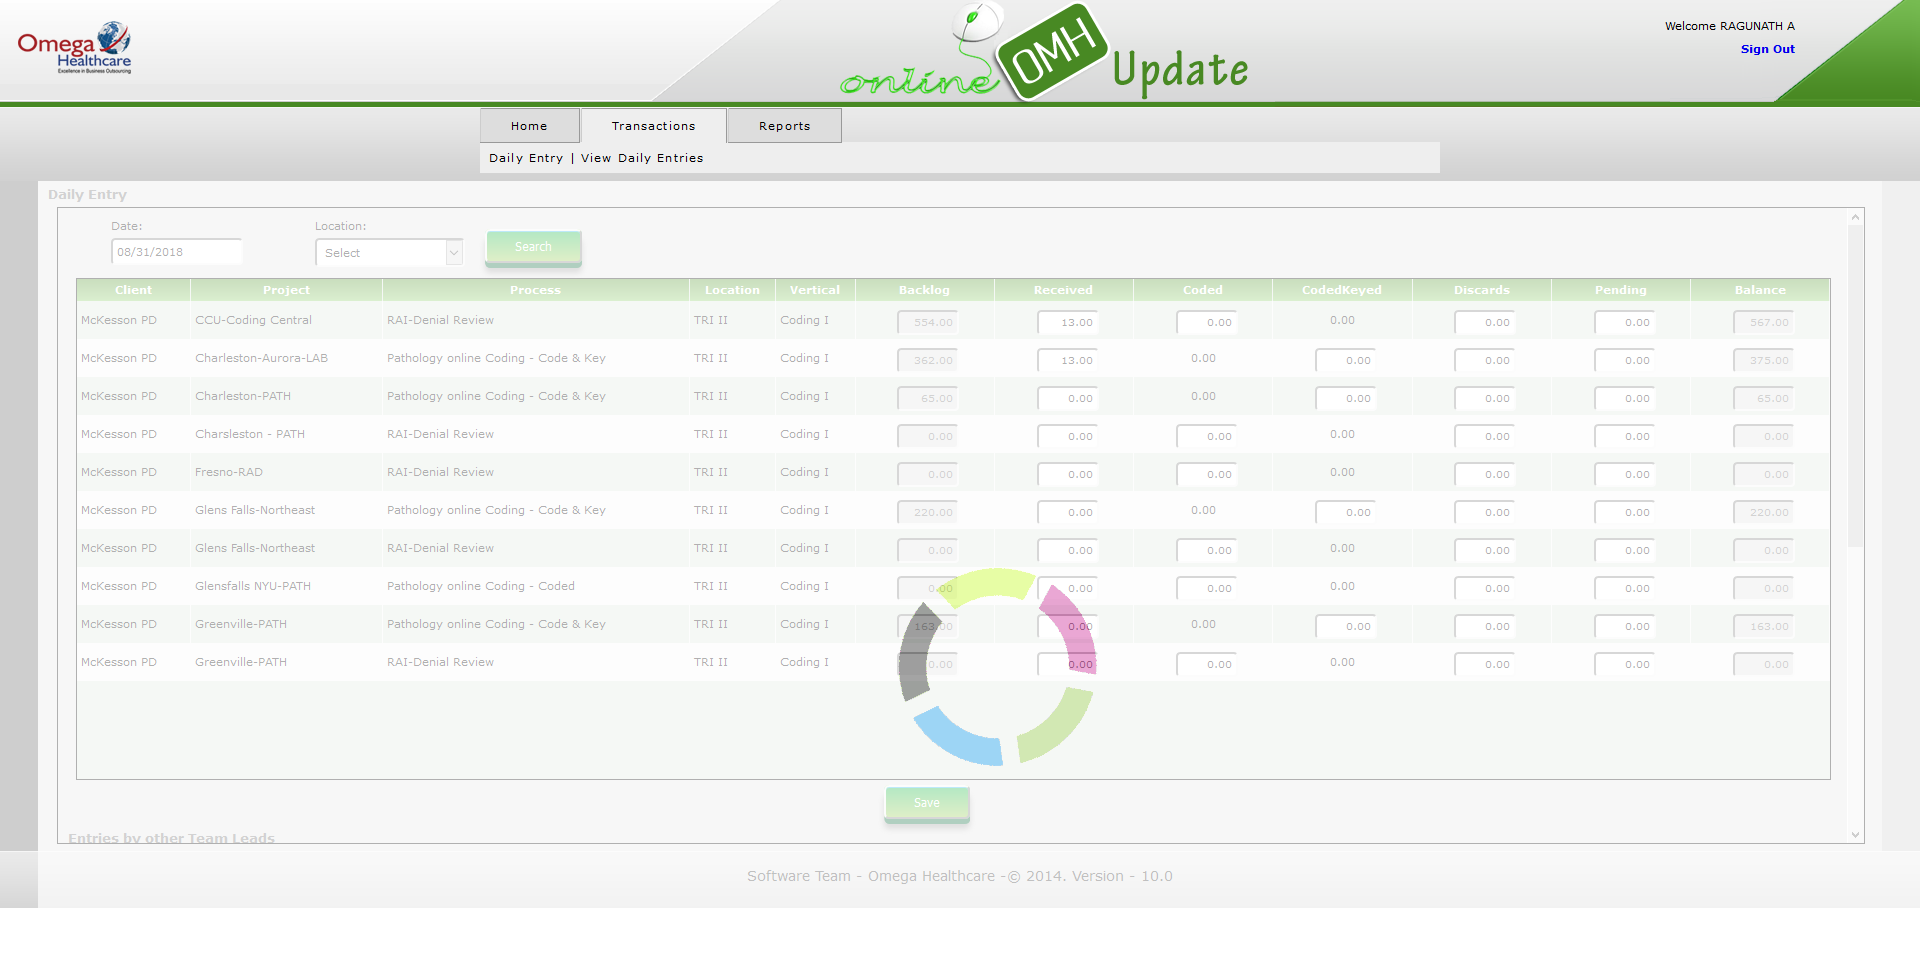 Omega
Healthcare
Excellence in Business Outsourcing
online OMH Update
Welcome RAGUNATH A
Sign Out
Home Transactions Reports
Daily Entry | View Daily Entries
Daily Entry
Date: Location:
08/31/2018 Select Search
Client Project Process Location Vertical Backlog Received Coded CodedKeyed Discards Pending Balance
McKesson PD CCU-Coding Central RAI-Denial Review TRI II Coding I 554.00 13.00 0.00 0.00 0.00 0.00 567.00
McKesson PD Charleston-Aurora-LAB Pathology online Coding - Code & Key TRI II Coding I 362.00 13.00 0.00 0.00 0.00 0.00 375.00
McKesson PD Charleston-PATH Pathology online Coding - Code & Key TRI II Coding I 65.00 0.00 0.00 0.00 0.00 0.00 65.00
McKesson PD Charsleston - PATH RAI-Denial Review TRI II Coding I 0.00 0.00 0.00 0.00 0.00 0.00 0.00
McKesson PD Fresno-RAD RAI-Denial Review TRI II Coding I 0.00 0.00 0.00 0.00 0.00 0.00 0.00
McKesson PD Glens Falls-Northeast Pathology online Coding - Code & Key TRI II Coding I 220.00 0.00 0.00 0.00 0.00 0.00 220.00
McKesson PD Glens Falls-Northeast RAI-Denial Review TRI II Coding I 0.00 0.00 0.00 0.00 0.00 0.00 0.00
McKesson PD Glensfalls NYU-PATH Pathology online Coding - Coded TRI II Coding I 0.00 0.00 0.00 0.00 0.00 0.00 0.00
McKesson PD Greenville-PATH Pathology online Coding - Code & Key TRI II Coding I 163.00 0.00 0.00 0.00 0.00 0.00 163.00
McKesson PD Greenville-PATH RAI-Denial Review TRI II Coding I 0.00 0.00 0.00 0.00 0.00 0.00 0.00
Save
Entries by other Team Leads
Software Team - Omega Healthcare -© 2014. Version - 10.0